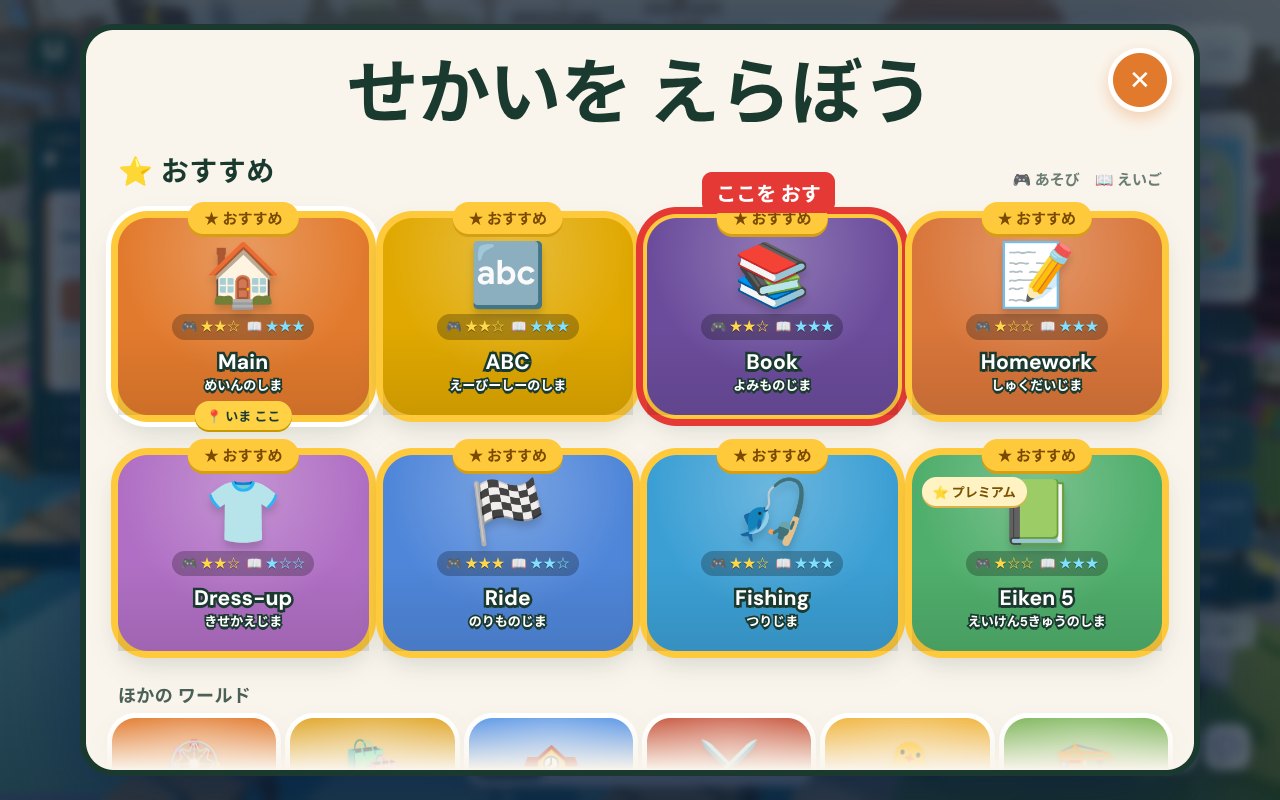 せかいを えらぼう
×
⭐ おすすめ
🎮 あそび 📖 えいご
ここを おす
★ おすすめ
🎮 ★★☆ 📖 ★★★
Main
めいんのしま
📍 いま ここ
★ おすすめ
abc
🎮 ★★☆ 📖 ★★★
ABC
えーびーしーのしま
★ おすすめ
🎮 ★★☆ 📖 ★★★
Book
よみものじま
★ おすすめ
🎮 ★☆☆ 📖 ★★★
Homework
しゅくだいじま
★ おすすめ
🎮 ★★☆ 📖 ★☆☆
Dress-up
きせかえじま
★ おすすめ
🎮 ★★★ 📖 ★★☆
Ride
のりものじま
★ おすすめ
🎮 ★★☆ 📖 ★★★
Fishing
つりじま
★ おすすめ
⭐ プレミアム
🎮 ★☆☆ 📖 ★★★
Eiken 5
えいけん5きゅうのしま
ほかの ワールド